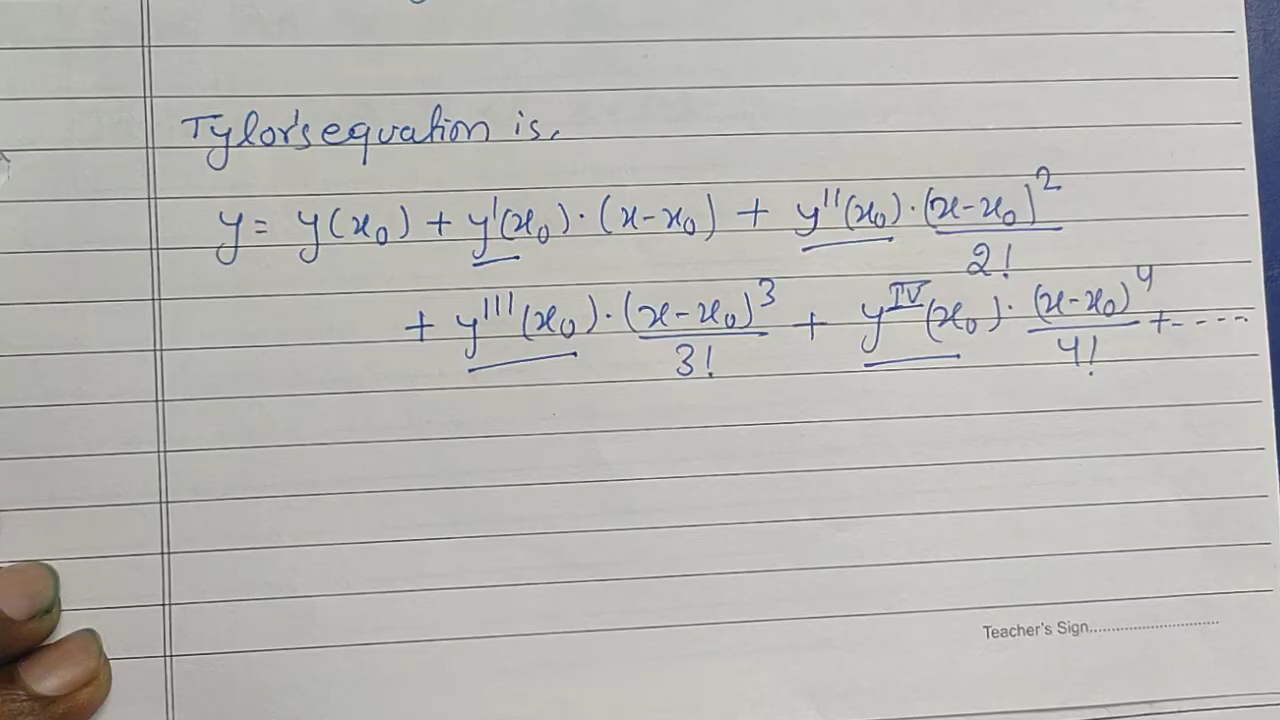 Tylor's equation is,
y = y(x₀) + y'(x₀)·(x-x₀) + y''(x₀)·(x-x₀)²/2!
+ y'''(x₀)·(x-x₀)³/3! + y^IV(x₀)·(x-x₀)⁴/4! + -----
Teacher's Sign..............................